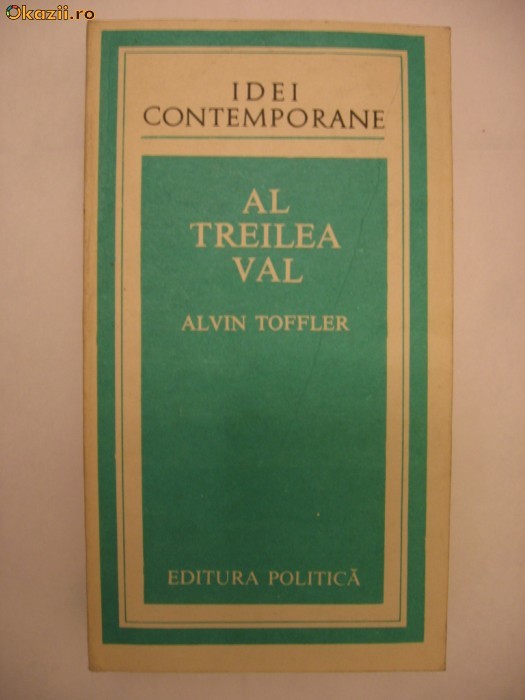 Okazii.ro
IDEI
CONTEMPORANE
AL
TREILEA
VAL
ALVIN TOFFLER
EDITURA POLITICĂ